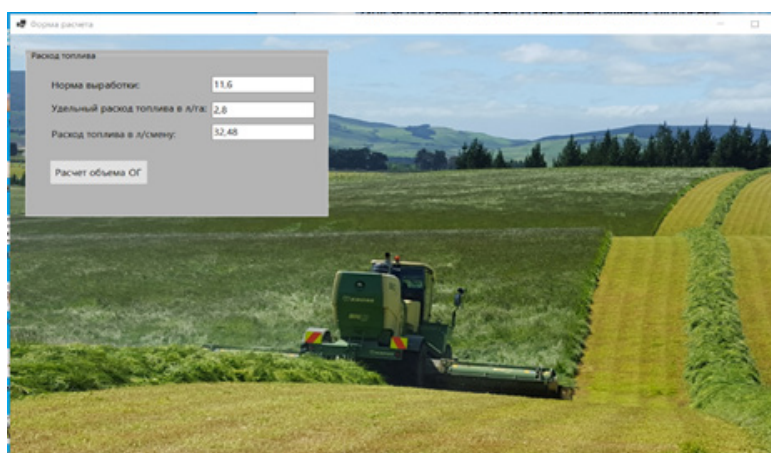 Форма расчета
Расход топлива
Норма выработки:
11,6
Удельный расход топлива в л/га:
2,8
Расход топлива в л/смену:
32,48
Расчет объема ОГ
KRONE